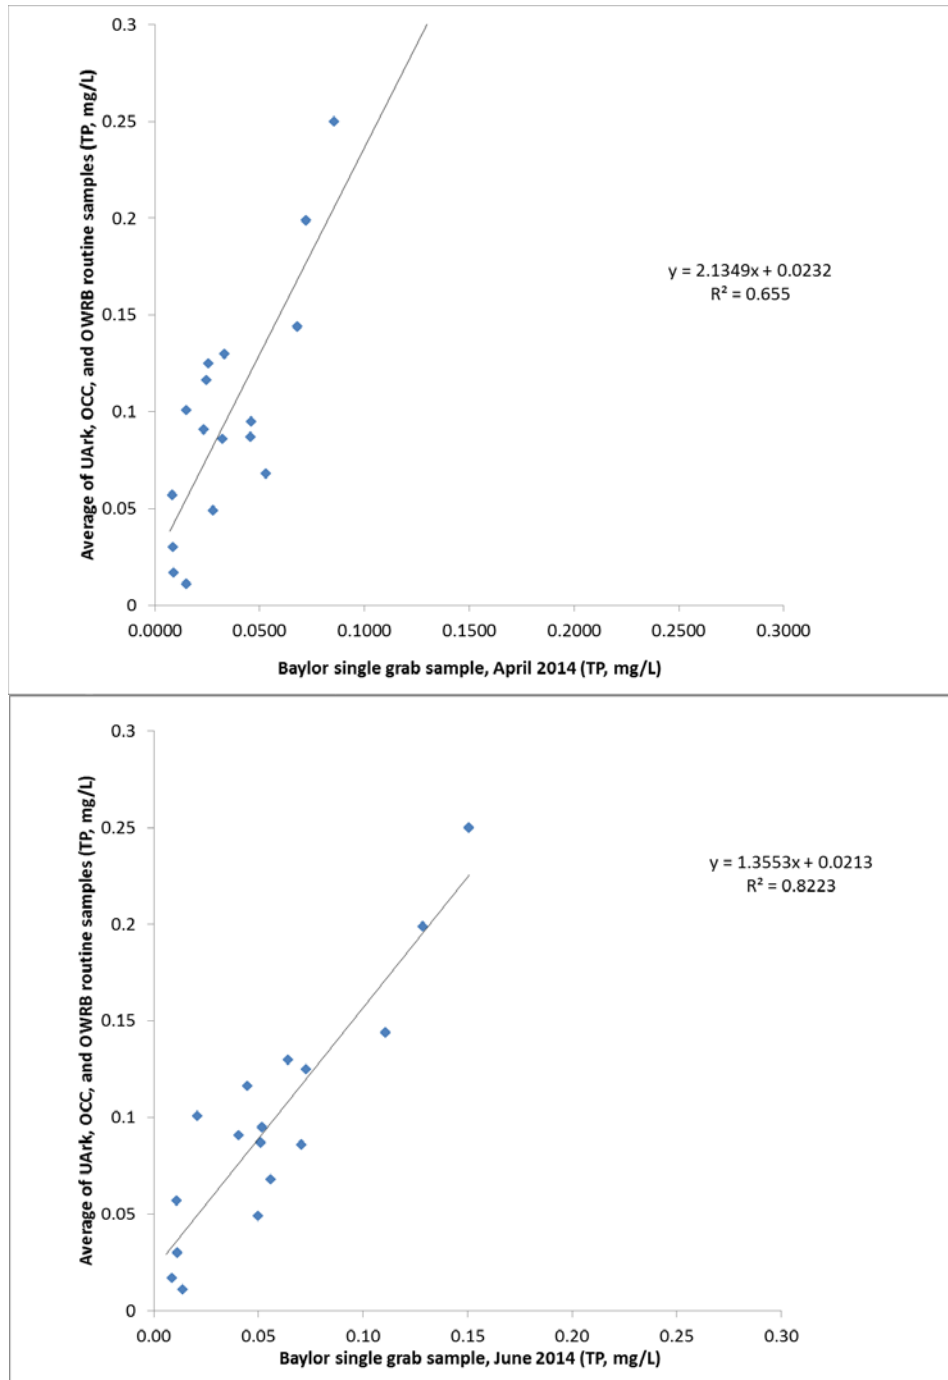 0.3
0.25
0.2
0.15
0.1
0.05
0
Average of UArk, OCC, and OWRB routine samples (TP, mg/L)
y = 2.1349x + 0.0232
R² = 0.655
0.0000 0.0500 0.1000 0.1500 0.2000 0.2500 0.3000
Baylor single grab sample, April 2014 (TP, mg/L)
0.3
0.25
0.2
0.15
0.1
0.05
0
Average of UArk, OCC, and OWRB routine samples (TP, mg/L)
y = 1.3553x + 0.0213
R² = 0.8223
0.00 0.05 0.10 0.15 0.20 0.25 0.30
Baylor single grab sample, June 2014 (TP, mg/L)